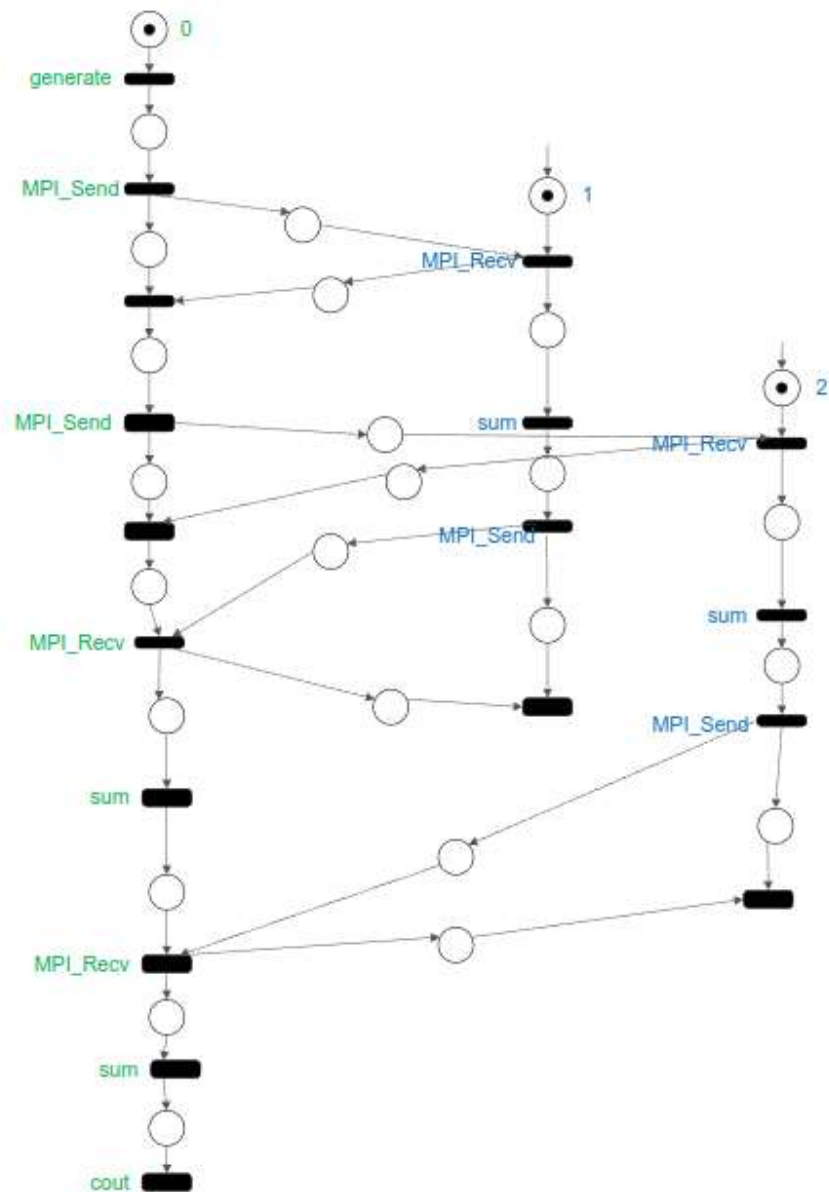 0
generate
MPI_Send
1
MPI_Recv
2
MPI_Send
sum
MPI_Recv
MPI_Send
sum
MPI_Recv
MPI_Send
sum
MPI_Recv
sum
cout